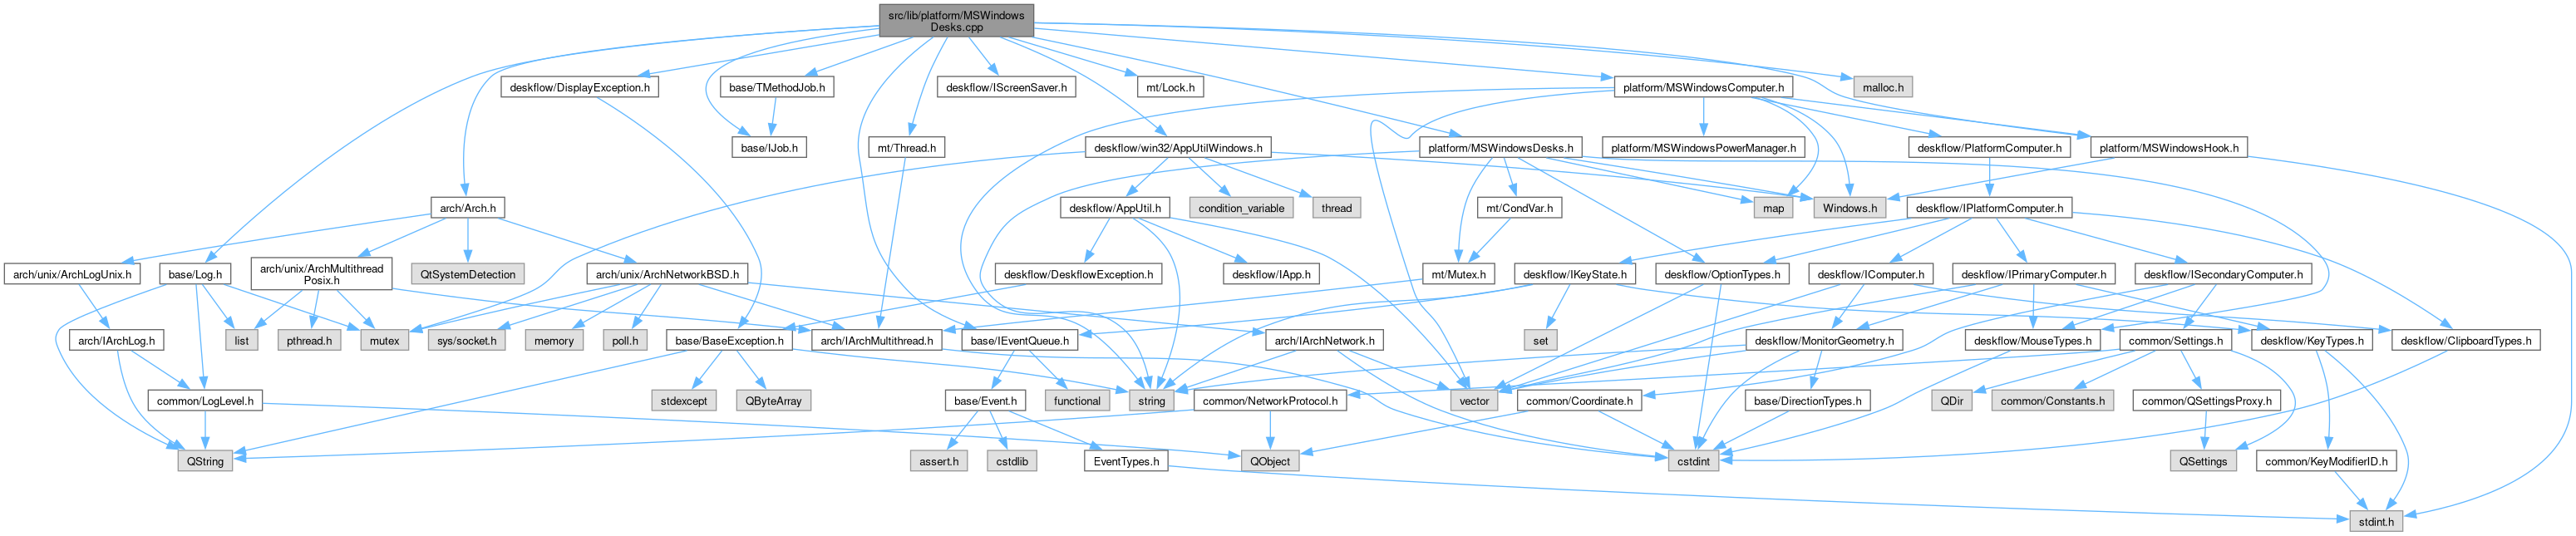 src/lib/platform/MSWindows
Desks.cpp
deskflow/DisplayException.h
base/TMethodJob.h
deskflow/IScreenSaver.h
mt/Lock.h
platform/MSWindowsComputer.h
malloc.h
base/IJob.h
mt/Thread.h
deskflow/win32/AppUtilWindows.h
platform/MSWindowsDesks.h
platform/MSWindowsPowerManager.h
deskflow/PlatformComputer.h
platform/MSWindowsHook.h
arch/Arch.h
deskflow/AppUtil.h
condition_variable
thread
mt/CondVar.h
map
Windows.h
deskflow/IPlatformComputer.h
arch/unix/ArchLogUnix.h
base/Log.h
arch/unix/ArchMultithread
Posix.h
QtSystemDetection
arch/unix/ArchNetworkBSD.h
deskflow/DeskflowException.h
deskflow/IApp.h
mt/Mutex.h
deskflow/IKeyState.h
deskflow/OptionTypes.h
deskflow/IComputer.h
deskflow/IPrimaryComputer.h
deskflow/ISecondaryComputer.h
arch/IArchLog.h
list
pthread.h
mutex
sys/socket.h
memory
poll.h
base/BaseException.h
arch/IArchMultithread.h
base/IEventQueue.h
arch/IArchNetwork.h
set
deskflow/MonitorGeometry.h
deskflow/MouseTypes.h
common/Settings.h
deskflow/KeyTypes.h
deskflow/ClipboardTypes.h
common/LogLevel.h
stdexcept
QByteArray
base/Event.h
functional
string
common/NetworkProtocol.h
vector
common/Coordinate.h
base/DirectionTypes.h
QDir
common/Constants.h
common/QSettingsProxy.h
QString
assert.h
cstdlib
EventTypes.h
QObject
cstdint
QSettings
common/KeyModifierID.h
stdint.h